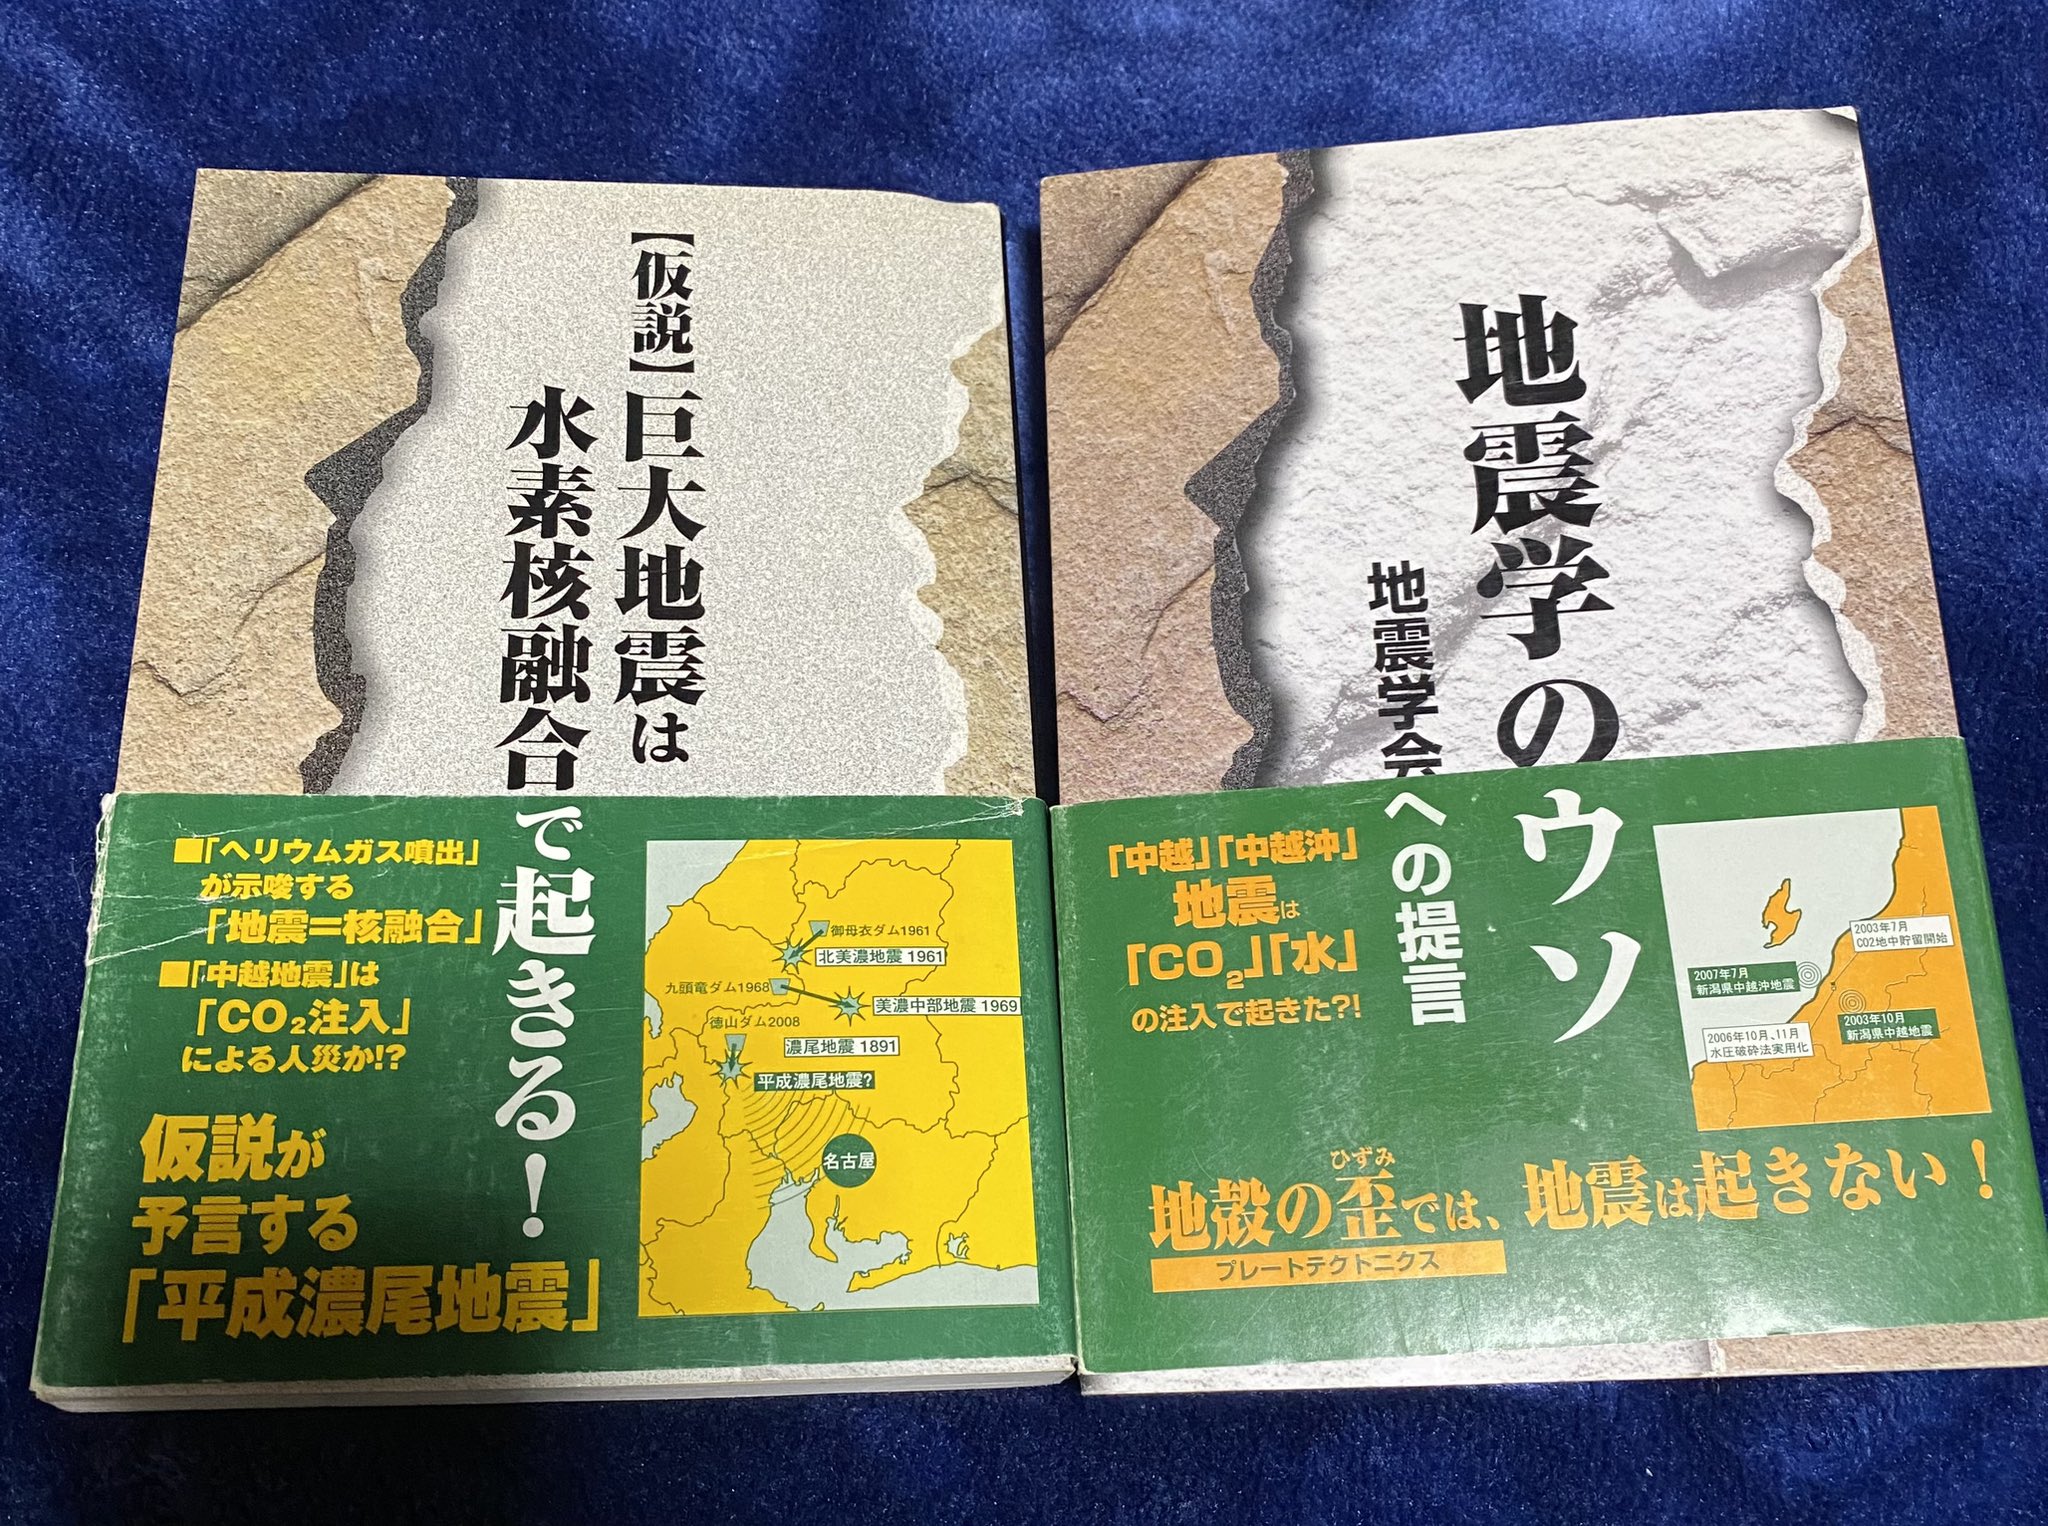 【仮説】巨大地震は
水素核融合で起きる!
■「ヘリウムガス噴出」
が示唆する
「地震=核融合」
■「中越地震」は
「CO₂注入」
による人災か!?
仮説が
予言する
「平成濃尾地震」
御母衣ダム1961
北美濃地震 1961
九頭竜ダム1968
美濃中部地震 1969
徳山ダム2008
濃尾地震 1891
平成濃尾地震?
名古屋
地震学のウソ
地震学会への提言
「中越」「中越沖」
地震は
「CO₂」「水」
の注入で起きた?!
2003年7月
CO2地中貯留開始
2007年7月
新潟県中越沖地震
2003年10月
新潟県中越地震
2006年10月、11月
水圧破砕法実用化
ひずみ
地殻の歪では、地震は起きない!
プレートテクトニクス